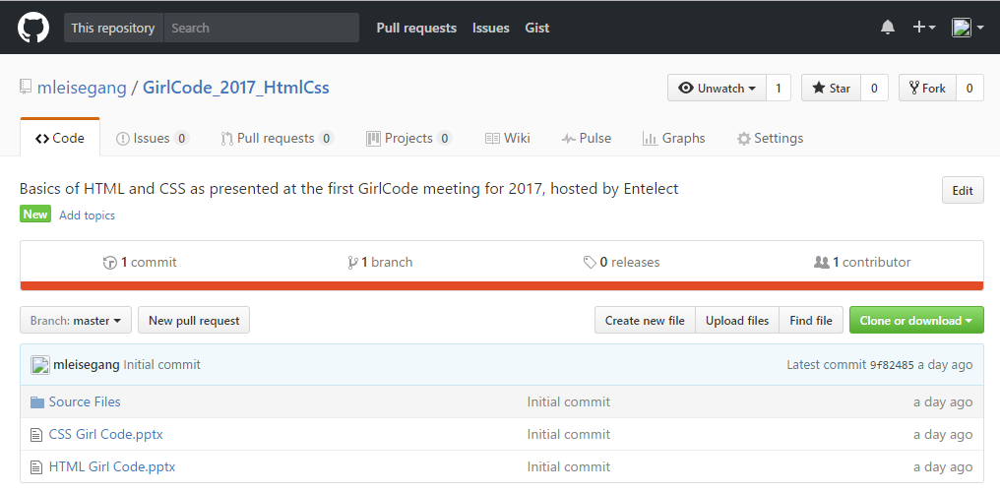 This repository Search Pull requests Issues Gist
mleisegang / GirlCode_2017_HtmlCss Unwatch 1 Star 0 Fork 0
Code Issues 0 Pull requests 0 Projects 0 Wiki Pulse Graphs Settings
Basics of HTML and CSS as presented at the first GirlCode meeting for 2017, hosted by Entelect Edit
New Add topics
1 commit 1 branch 0 releases 1 contributor
Branch: master New pull request Create new file Upload files Find file Clone or download
mleisegang Initial commit Latest commit 9f82485 a day ago
Source Files Initial commit a day ago
CSS Girl Code.pptx Initial commit a day ago
HTML Girl Code.pptx Initial commit a day ago